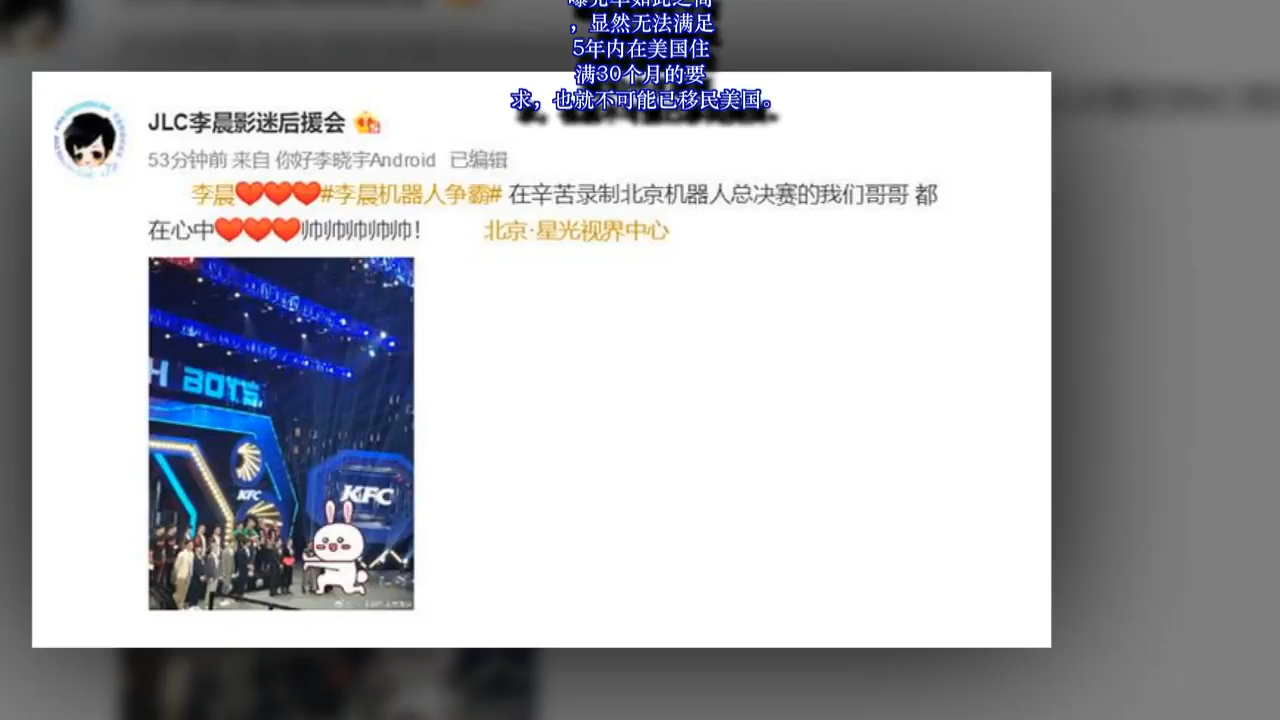 ，显然无法满足
5年内在美国住
满30个月的要
求，也就不可能已移民美国。
JLC李晨影迷后援会
53分钟前 来自 你好李晓宇Android 已编辑
李晨❤❤❤#李晨机器人争霸# 在辛苦录制北京机器人总决赛的我们哥哥 都
在心中❤❤❤帅帅帅帅帅！ 北京·星光视界中心
H BOTS
KFC
KFC